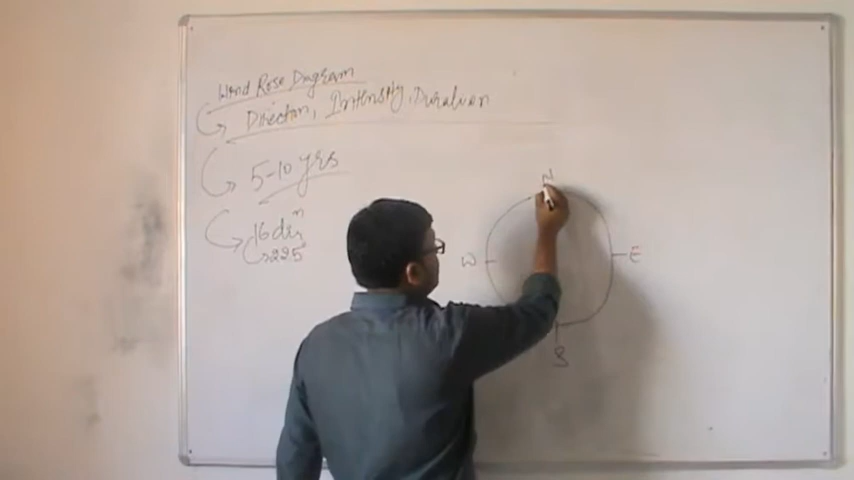 Wind Rose Diagram
Direction, Intensity, Duration
5-10 yrs
16 dirⁿ
22.5°
N
W
E
S